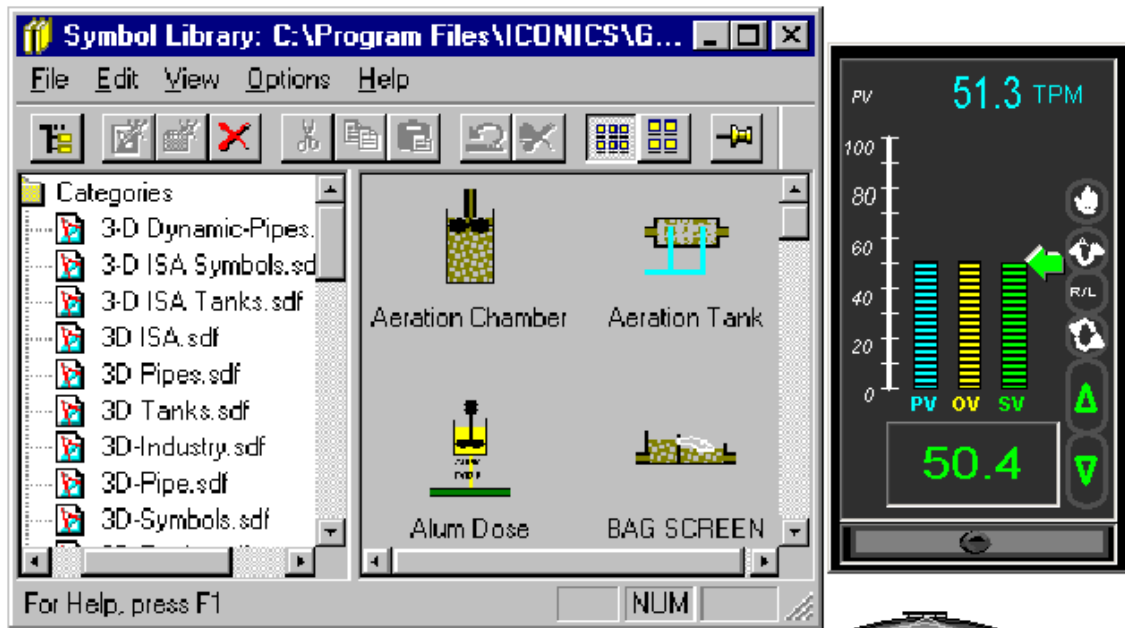 Symbol Library: C:\Program Files\ICONICS\G...
File Edit View Options Help
Categories
3-D Dynamic-Pipes.
3-D ISA Symbols.sd
3-D ISA Tanks.sdf
3D ISA.sdf
3D Pipes.sdf
3D Tanks.sdf
3D-Industry.sdf
3D-Pipe.sdf
3D-Symbols.sdf
Aeration Chamber
Aeration Tank
Alum Dose
BAG SCREEN
For Help, press F1
NUM
PV 51.3 TPM
100
80
60
40
20
0
R/L
PV OV SV
50.4